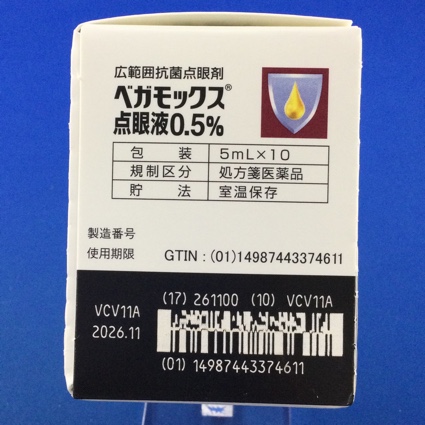 広範囲抗菌点眼剤
ベガモックス®
点眼液0.5%
包 装 5mL×10
規制区分 処方箋医薬品
貯 法 室温保存
製造番号
使用期限 GTIN : (01)14987443374611
VCV11A (17) 261100 (10) VCV11A
2026.11
(01) 14987443374611